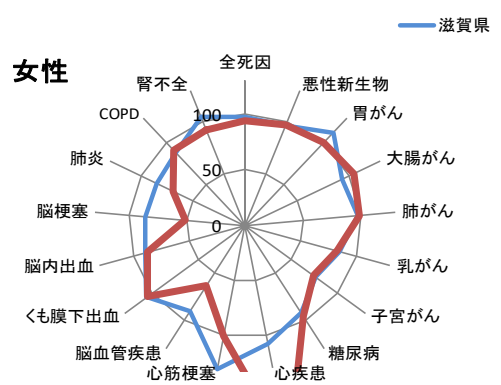 滋賀県
女性
全死因
悪性新生物
胃がん
大腸がん
肺がん
乳がん
子宮がん
糖尿病
心疾患
心筋梗塞
脳血管疾患
くも膜下出血
脳内出血
脳梗塞
肺炎
COPD
腎不全
100
50
0